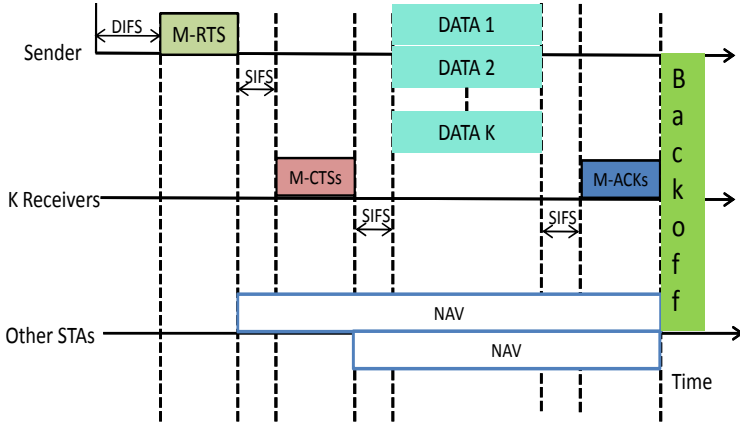 DIFS
M-RTS
DATA 1
Sender
DATA 2
SIFS
DATA K
Backoff
M-CTSs
M-ACKs
K Receivers
SIFS
SIFS
NAV
Other STAs
NAV
Time